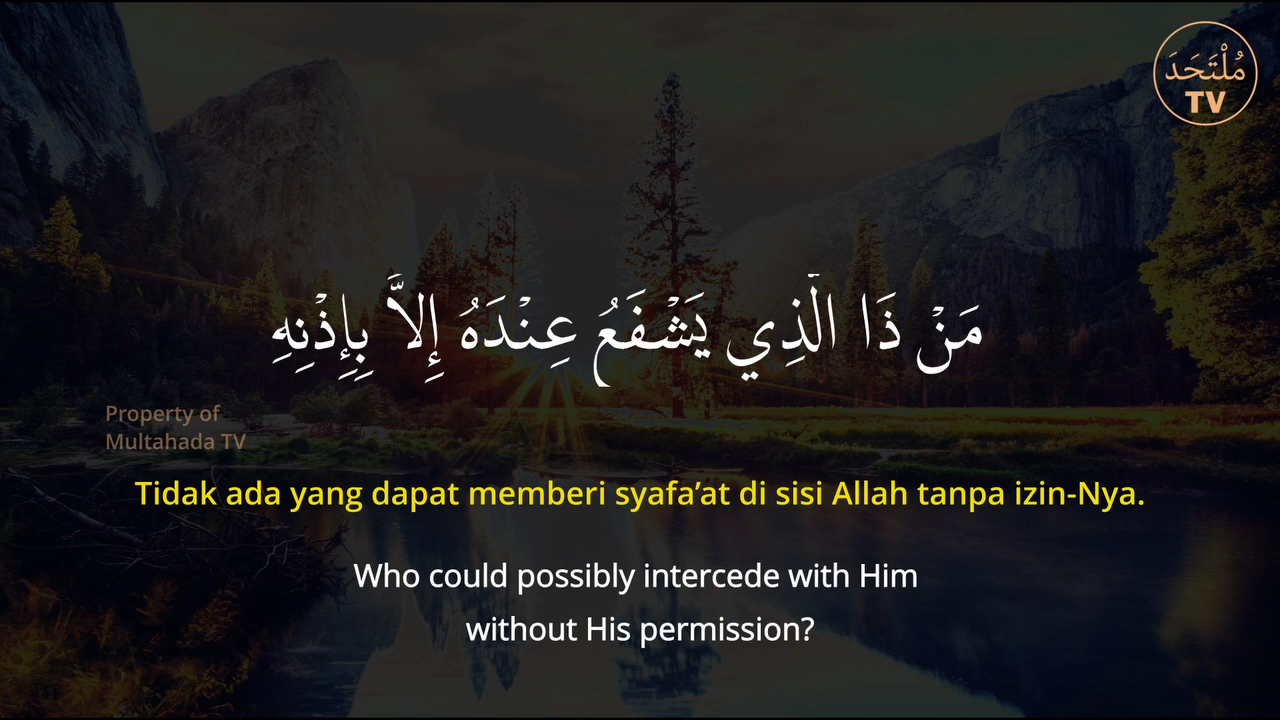 مُلْتَحَدَ
TV
مَنْ ذَا الَّذِي يَشْفَعُ عِنْدَهُ إِلاَّ بِإِذْنِهِ
Property of
Multahada TV
Tidak ada yang dapat memberi syafa’at di sisi Allah tanpa izin-Nya.
Who could possibly intercede with Him
without His permission?